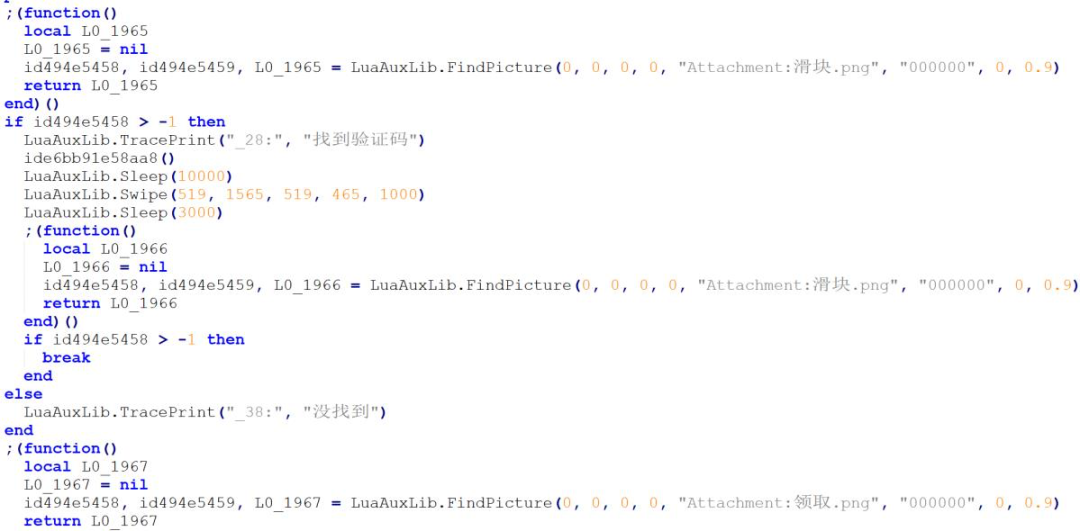 ;(function()
local L0_1965
L0_1965 = nil
id494e5458, id494e5459, L0_1965 = LuaAuxLib.FindPicture(0, 0, 0, 0, "Attachment:滑块.png", "000000", 0, 0.9)
return L0_1965
end)()
if id494e5458 > -1 then
LuaAuxLib.TracePrint("_28:", "找到验证码")
ide6bb91e58aa8()
LuaAuxLib.Sleep(10000)
LuaAuxLib.Swipe(519, 1565, 519, 465, 1000)
LuaAuxLib.Sleep(3000)
;(function()
local L0_1966
L0_1966 = nil
id494e5458, id494e5459, L0_1966 = LuaAuxLib.FindPicture(0, 0, 0, 0, "Attachment:滑块.png", "000000", 0, 0.9)
return L0_1966
end)()
if id494e5458 > -1 then
break
end
else
LuaAuxLib.TracePrint("_38:", "没找到")
end
;(function()
local L0_1967
L0_1967 = nil
id494e5458, id494e5459, L0_1967 = LuaAuxLib.FindPicture(0, 0, 0, 0, "Attachment:领取.png", "000000", 0, 0.9)
return L0_1967